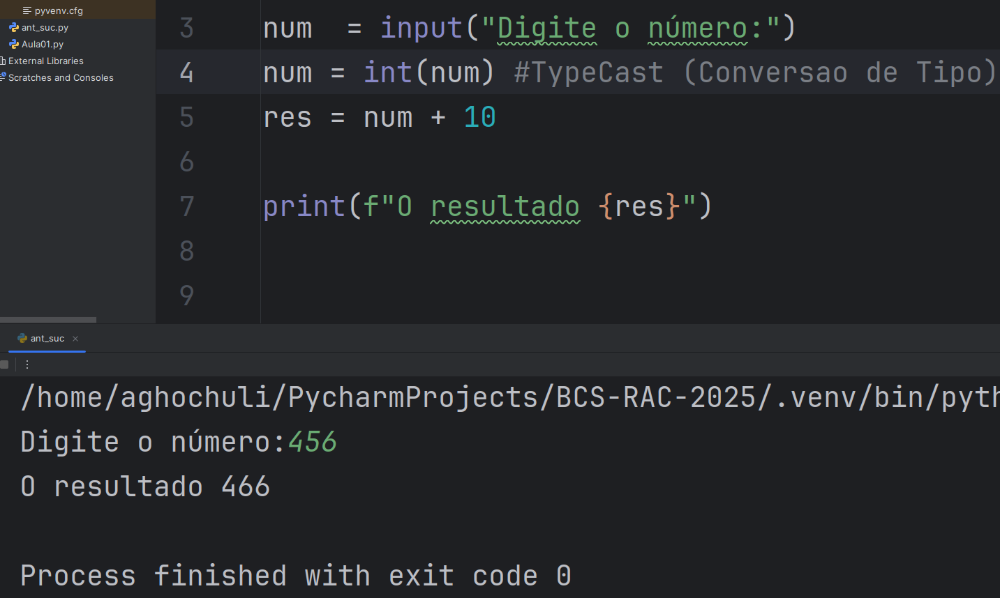 pyvenv.cfg
ant_suc.py
Aula01.py
External Libraries
Scratches and Consoles
3 num  = input("Digite o número:")
4 num = int(num) #TypeCast (Conversao de Tipo)
5 res = num + 10
6
7 print(f"O resultado {res}")
8
9
ant_suc
/home/aghochuli/PycharmProjects/BCS-RAC-2025/.venv/bin/pyth
Digite o número:456
O resultado 466
Process finished with exit code 0